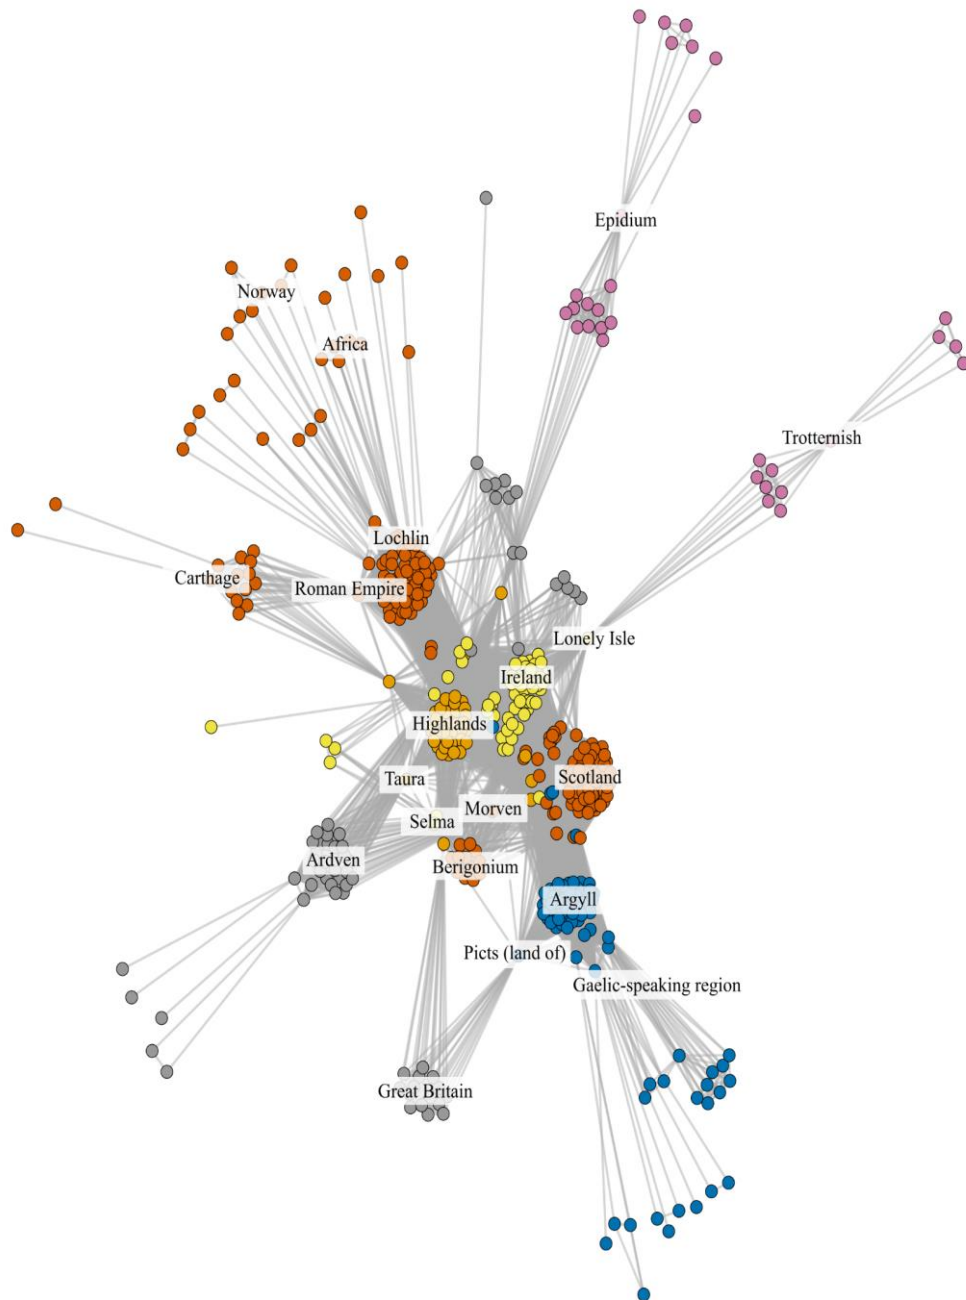 Epidium
Norway
Africa
Trotternish
Lochlin
Carthage
Roman Empire
Lonely Isle
Ireland
Highlands
Taura
Scotland
Morven
Selma
Ardven
Berigonium
Argyll
Picts (land of)
Gaelic-speaking region
Great Britain